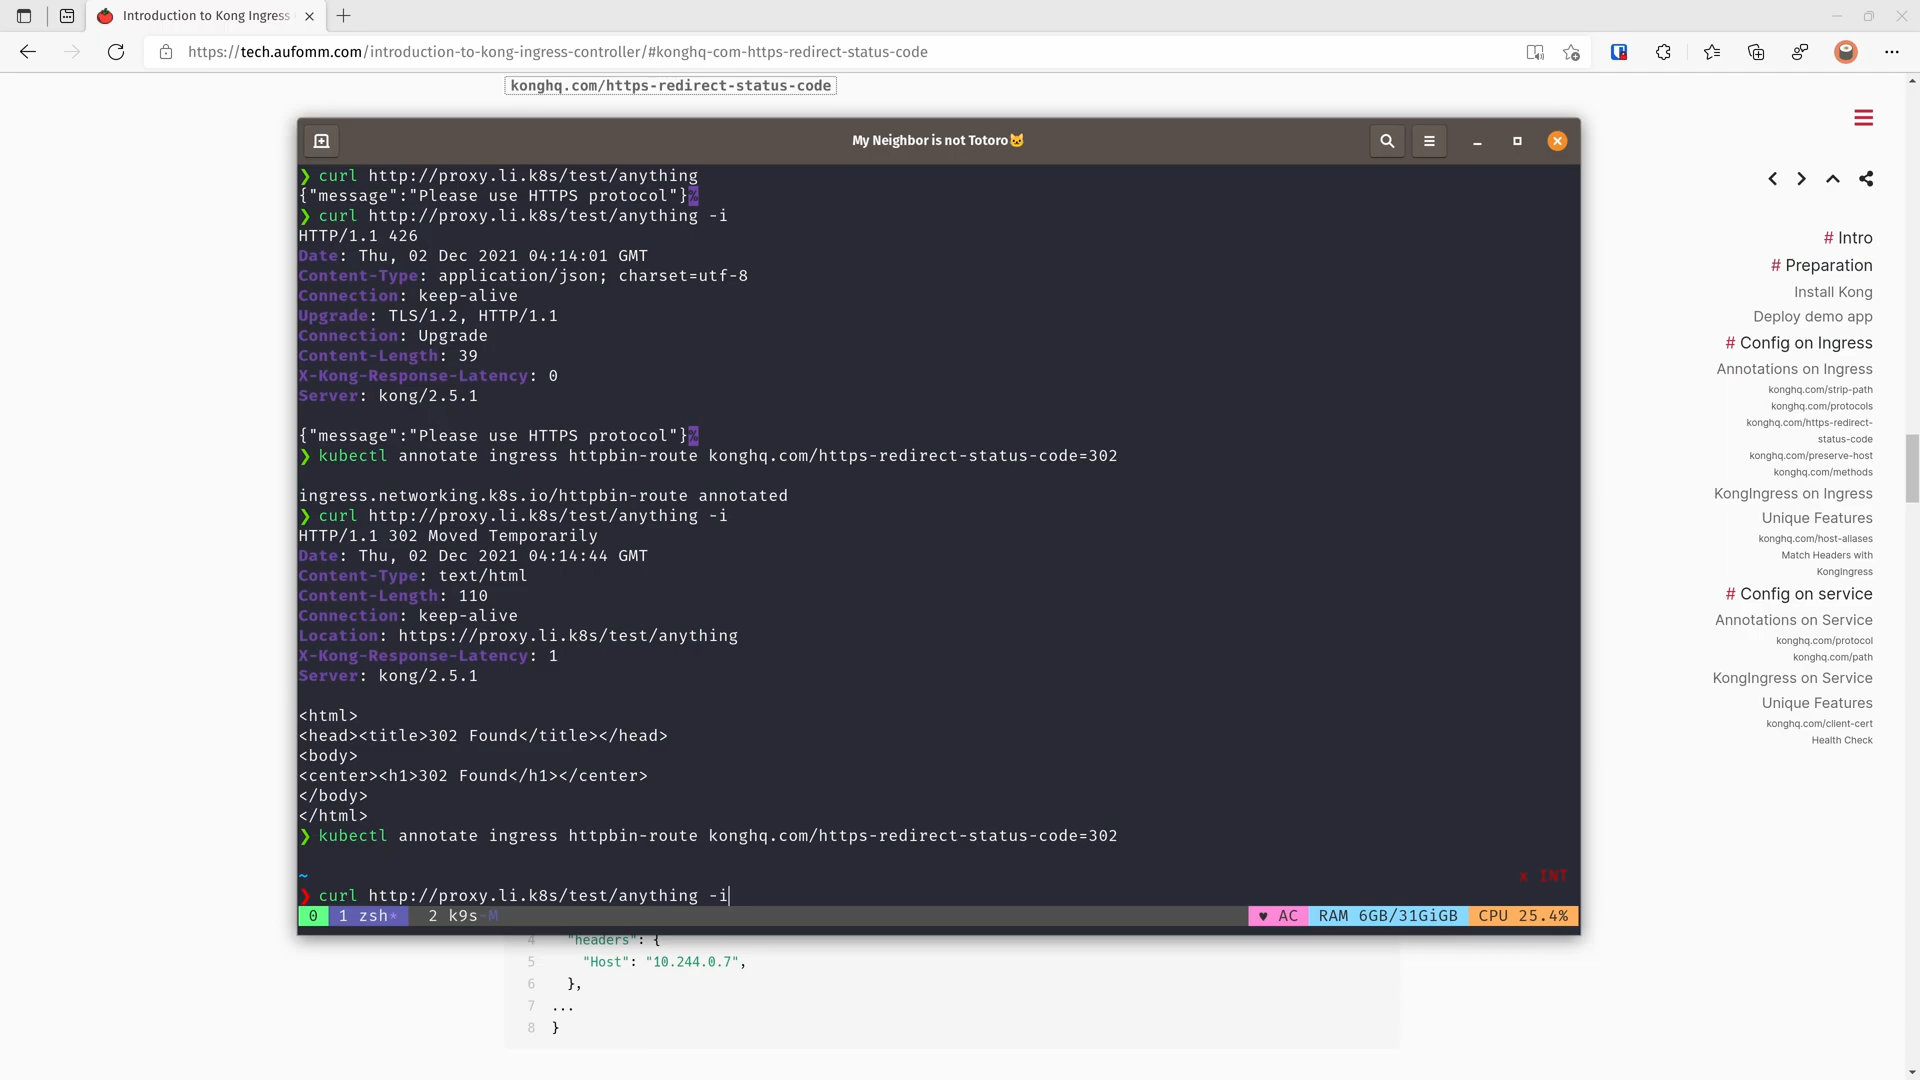 Introduction to Kong Ingress
https://tech.aufomm.com/introduction-to-kong-ingress-controller/#konghq-com-https-redirect-status-code
konghq.com/https-redirect-status-code
My Neighbor is not Totoro🐱
❯ curl http://proxy.li.k8s/test/anything
{"message":"Please use HTTPS protocol"}%
❯ curl http://proxy.li.k8s/test/anything -i
HTTP/1.1 426
Date: Thu, 02 Dec 2021 04:14:01 GMT
Content-Type: application/json; charset=utf-8
Connection: keep-alive
Upgrade: TLS/1.2, HTTP/1.1
Connection: Upgrade
Content-Length: 39
X-Kong-Response-Latency: 0
Server: kong/2.5.1
{"message":"Please use HTTPS protocol"}%
❯ kubectl annotate ingress httpbin-route konghq.com/https-redirect-status-code=302
ingress.networking.k8s.io/httpbin-route annotated
❯ curl http://proxy.li.k8s/test/anything -i
HTTP/1.1 302 Moved Temporarily
Date: Thu, 02 Dec 2021 04:14:44 GMT
Content-Type: text/html
Content-Length: 110
Connection: keep-alive
Location: https://proxy.li.k8s/test/anything
X-Kong-Response-Latency: 1
Server: kong/2.5.1
<html>
<head><title>302 Found</title></head>
<body>
<center><h1>302 Found</h1></center>
</body>
</html>
❯ kubectl annotate ingress httpbin-route konghq.com/https-redirect-status-code=302
~ x INT
❯ curl http://proxy.li.k8s/test/anything -i
0 1 zsh* 2 k9s-M ♥ AC RAM 6GB/31GiGB CPU 25.4%
4 "headers": {
5 "Host": "10.244.0.7",
6 },
7 ...
8 }
# Intro
# Preparation
Install Kong
Deploy demo app
# Config on Ingress
Annotations on Ingress
konghq.com/strip-path
konghq.com/protocols
konghq.com/https-redirect-
status-code
konghq.com/preserve-host
konghq.com/methods
KongIngress on Ingress
Unique Features
konghq.com/host-aliases
Match Headers with
KongIngress
# Config on service
Annotations on Service
konghq.com/protocol
konghq.com/path
KongIngress on Service
Unique Features
konghq.com/client-cert
Health Check